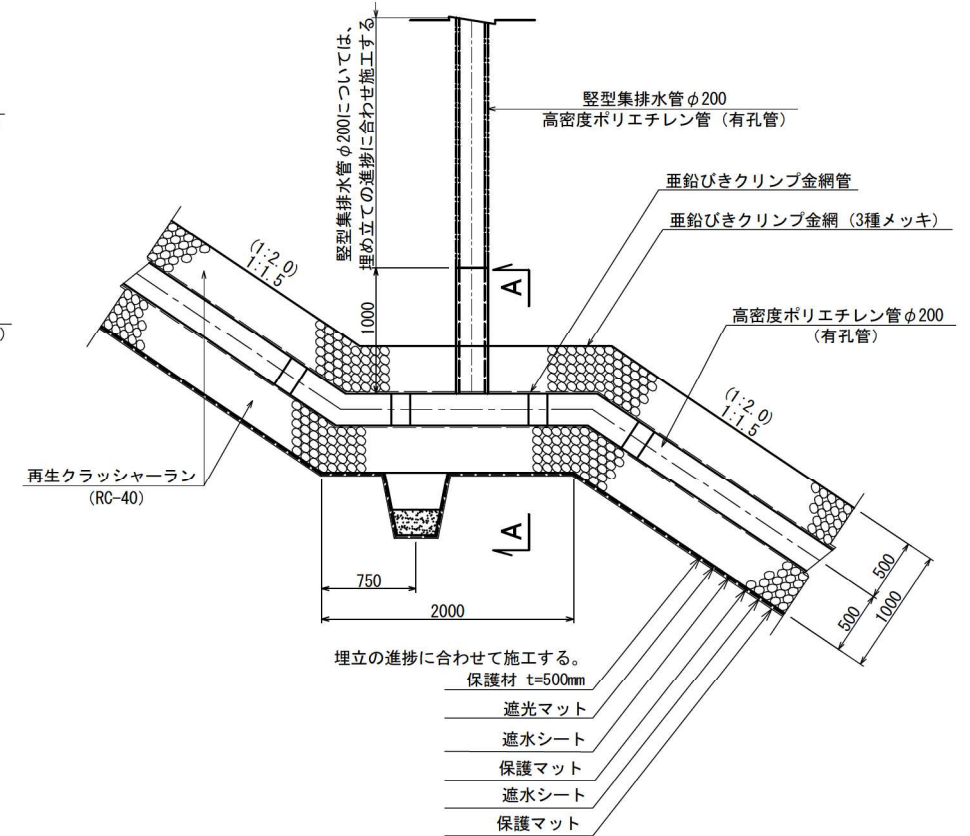 竪型集排水管φ200については、
埋め立ての進捗に合わせ施工する
竪型集排水管φ200
高密度ポリエチレン管（有孔管）
亜鉛びきクリンプ金網管
亜鉛びきクリンプ金網（3種メッキ）
(1:2.0)
1:1.5
A
1000
高密度ポリエチレン管φ200
（有孔管）
(1:2.0)
1:1.5
)
再生クラッシャーラン
(RC-40)
A
750
2000
500
500
1000
埋立の進捗に合わせて施工する。
保護材 t=500mm
遮光マット
遮水シート
保護マット
遮水シート
保護マット